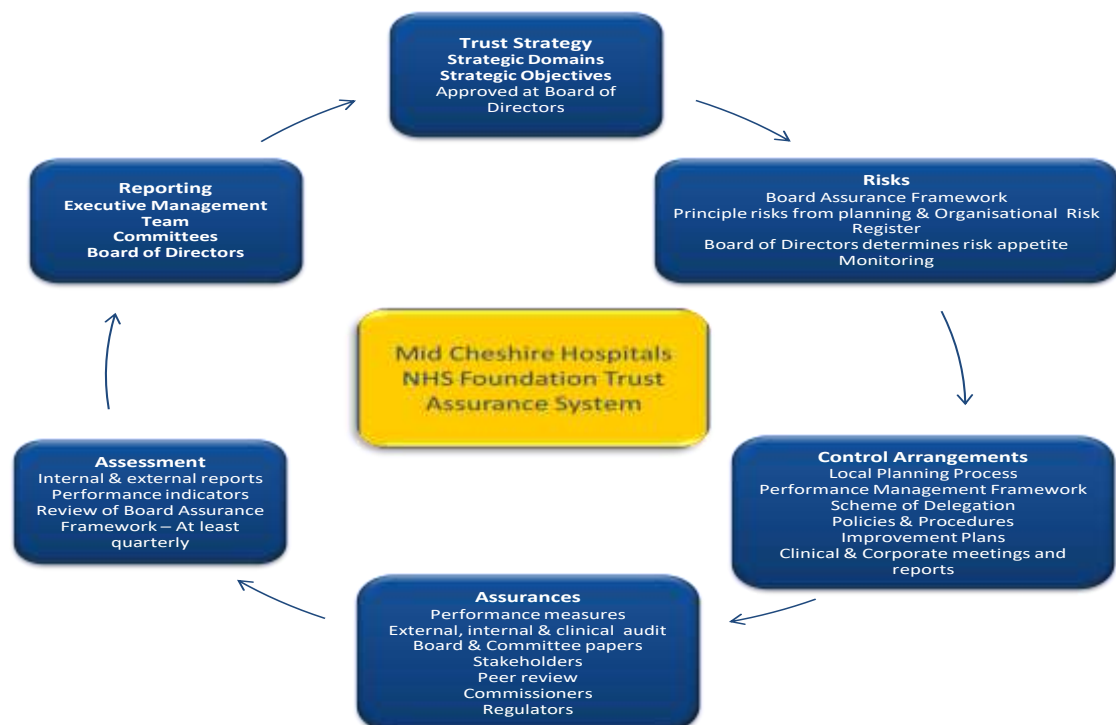 Trust Strategy
Strategic Domains
Strategic Objectives
Approved at Board of
Directors
Risks
Board Assurance Framework
Principle risks from planning & Organisational Risk
Register
Board of Directors determines risk appetite
Monitoring
Control Arrangements
Local Planning Process
Performance Management Framework
Scheme of Delegation
Policies & Procedures
Improvement Plans
Clinical & Corporate meetings and
reports
Assurances
Performance measures
External, internal & clinical audit
Board & Committee papers
Stakeholders
Peer review
Commissioners
Regulators
Assessment
Internal & external reports
Performance indicators
Review of Board Assurance
Framework – At least
quarterly
Reporting
Executive Management
Team
Committees
Board of Directors
Mid Cheshire Hospitals
NHS Foundation Trust
Assurance System